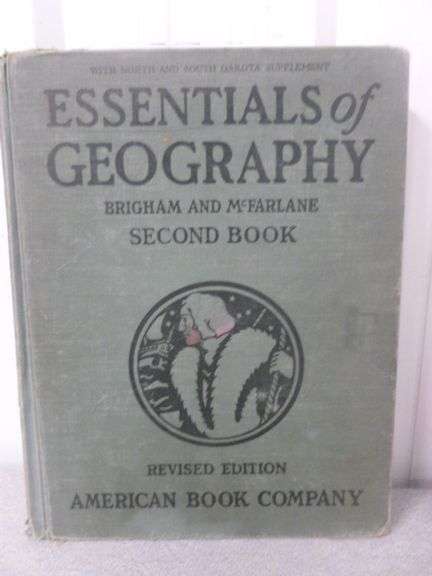 WITH NORTH AND SOUTH DAKOTA SUPPLEMENT
ESSENTIALS of
GEOGRAPHY
BRIGHAM AND McFARLANE
SECOND BOOK
REVISED EDITION
AMERICAN BOOK COMPANY